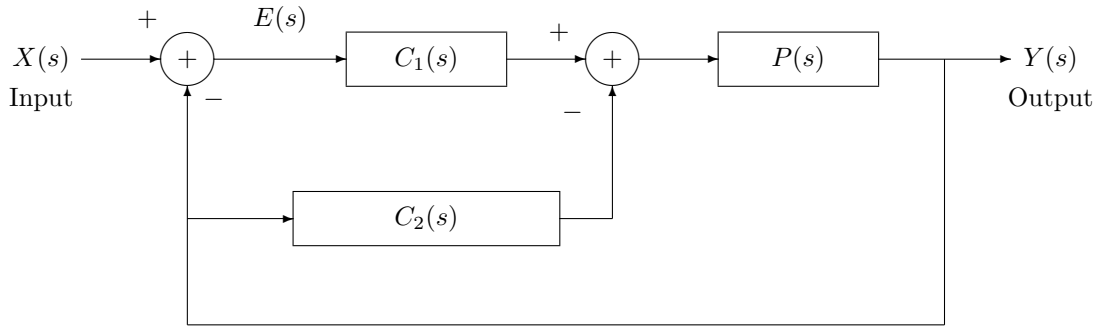 + E(s) +
X(s) + C₁(s) + P(s) Y(s)
Input − − Output
C₂(s)